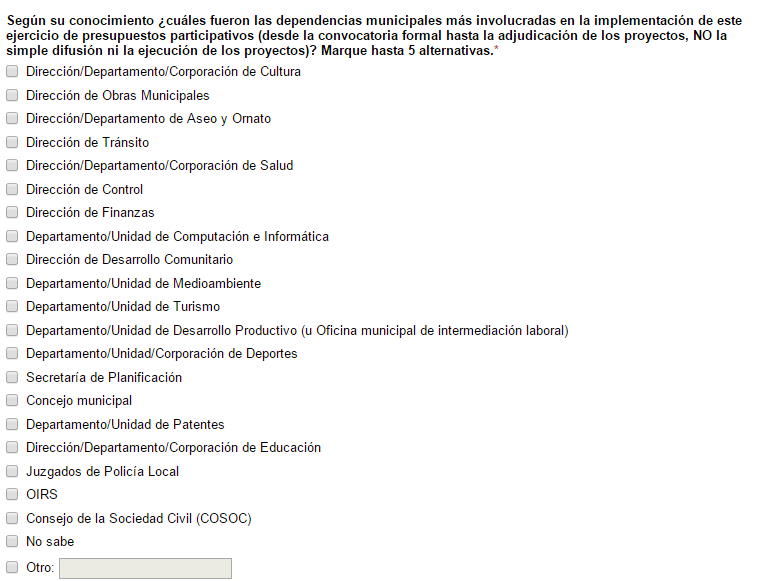 Según su conocimiento ¿cuáles fueron las dependencias municipales más involucradas en la implementación de este
ejercicio de presupuestos participativos (desde la convocatoria formal hasta la adjudicación de los proyectos, NO la
simple difusión ni la ejecución de los proyectos)? Marque hasta 5 alternativas.*
Dirección/Departamento/Corporación de Cultura
Dirección de Obras Municipales
Dirección/Departamento de Aseo y Ornato
Dirección de Tránsito
Dirección/Departamento/Corporación de Salud
Dirección de Control
Dirección de Finanzas
Departamento/Unidad de Computación e Informática
Dirección de Desarrollo Comunitario
Departamento/Unidad de Medioambiente
Departamento/Unidad de Turismo
Departamento/Unidad de Desarrollo Productivo (u Oficina municipal de intermediación laboral)
Departamento/Unidad/Corporación de Deportes
Secretaría de Planificación
Concejo municipal
Departamento/Unidad de Patentes
Dirección/Departamento/Corporación de Educación
Juzgados de Policía Local
OIRS
Consejo de la Sociedad Civil (COSOC)
No sabe
Otro: